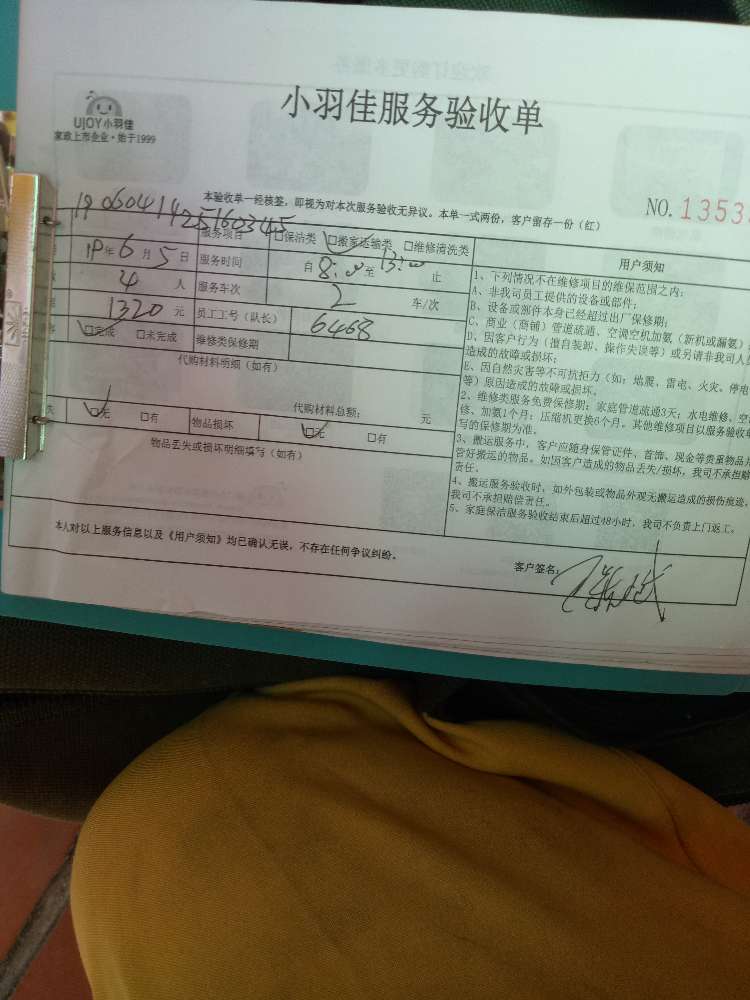 小羽佳服务验收单
UJOY小羽佳
家政上市企业·始于1999
本验收单一经核签，即视为对本次服务验收无异议。本单一式两份，客户留存一份（红）
NO. 1353
1906041425160345
服务项目 □保洁类 □搬家运输类 □维修清洗类
19年6月5日 服务时间 自8:00至13:00止
4人 服务车次 2 车/次
1320元 员工工号（队长） 6468
□完成 □未完成 维修类保修期
代购材料明细（如有）
代购材料总额： 元
□无 □有 物品损坏 □无 □有
物品丢失或损坏明细填写（如有）
用户须知
1、下列情况不在维修项目的维保范围之内：
A、非我司员工提供的设备或部件；
B、设备或部件本身已经超过出厂保修期；
C、商业（商铺）管道疏通、空调空机加氨（新机或漏氨）
D、因客户行为（擅自装卸、操作失误等）或另请非我司人
造成的故障或损坏；
E、因自然灾害等不可抗拒力（如：地震、雷电、火灾、停电
等）原因造成的故障或损坏。
2、维修类服务免费保修期：家庭管道疏通3天；水电维修、空
修、加氨1个月；压缩机更换6个月。其他维修项目以服务验收单
写的保修期为准。
3、搬运服务中，客户应随身保管证件、首饰、现金等贵重物品并
管好搬运的物品。如因客户造成的物品丢失/损坏，我司不承担赔
责任。
4、搬运服务验收时，如外包装或物品外观无搬运造成的损伤痕迹，
我司不承担赔偿责任。
5、家庭保洁服务验收结束后超过48小时，我司不负责上门返工。
本人对以上服务信息以及《用户须知》均已确认无误，不存在任何争议纠纷。
客户签名：